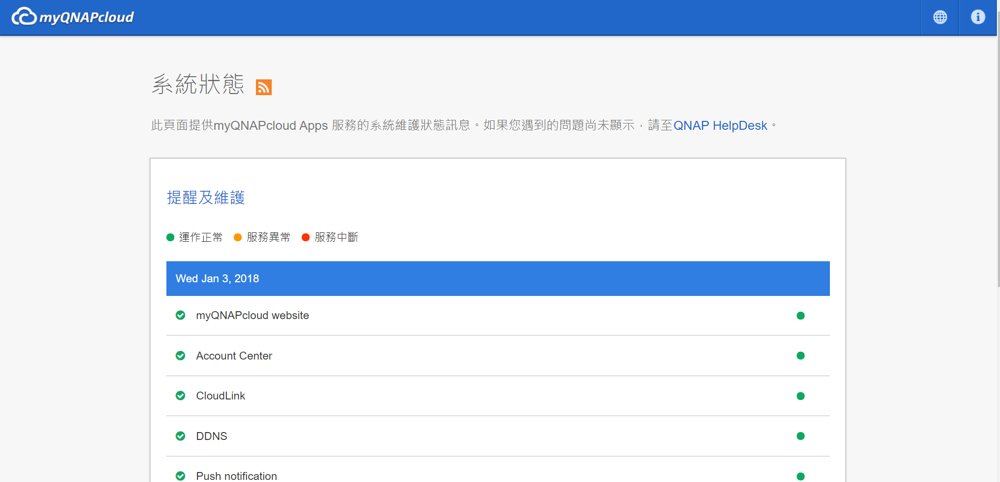 myQNAPcloud
系統狀態
此頁面提供myQNAPcloud Apps 服務的系統維護狀態訊息。如果您遇到的問題尚未顯示，請至QNAP HelpDesk。
提醒及維護
運作正常 服務異常 服務中斷
Wed Jan 3, 2018
myQNAPcloud website
Account Center
CloudLink
DDNS
Push notification